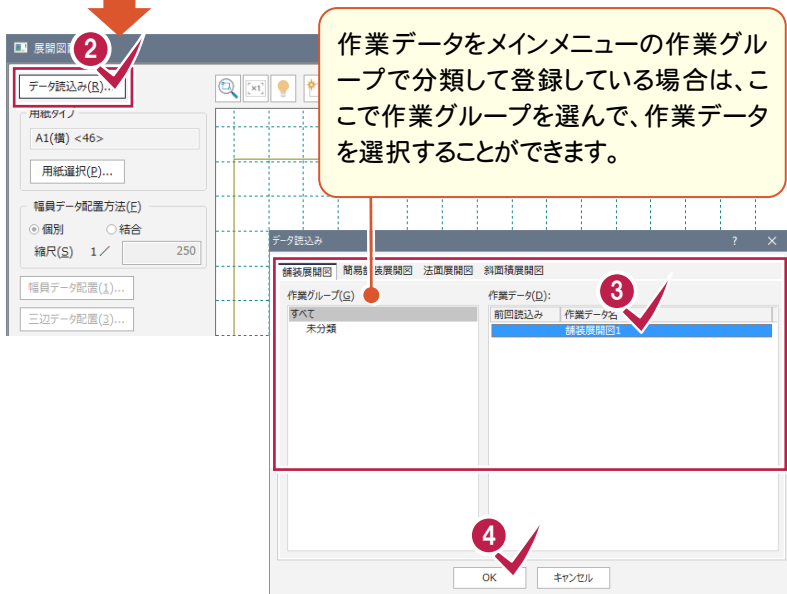 作業データをメインメニューの作業グル
ープで分類して登録している場合は、こ
こで作業グループを選んで、作業データ
を選択することができます。
展開図
2
データ読込み(R)...
用紙タイプ
A1(横) <46>
用紙選択(P)...
幅員データ配置方法(F)
個別 結合
縮尺(S) 1/ 250
幅員データ配置(1)...
三辺データ配置(3)...
データ読込み ? ×
舗装展開図 簡易舗装展開図 法面展開図 斜面積展開図
3
作業グループ(G) 作業データ(D):
すべて 前回読込み 作業データ名
未分類 舗装展開図1
4
OK キャンセル